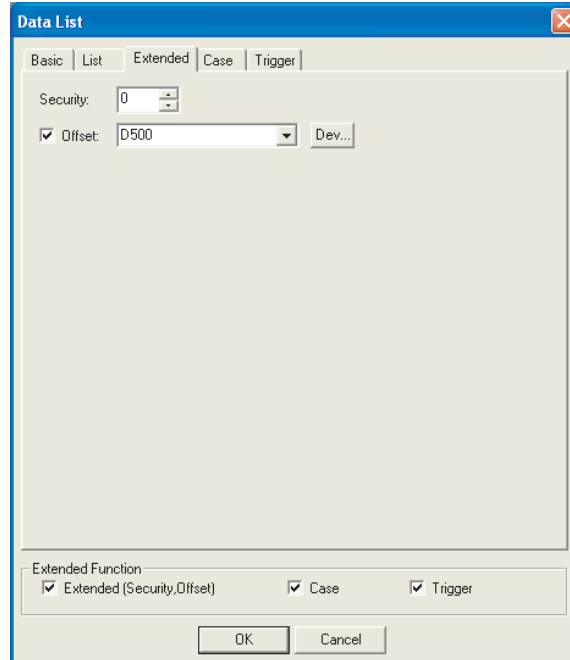 Data List
Basic List Extended Case Trigger
Security: 0
Offset: D500 Dev...
Extended Function
Extended (Security,Offset) Case Trigger
OK Cancel